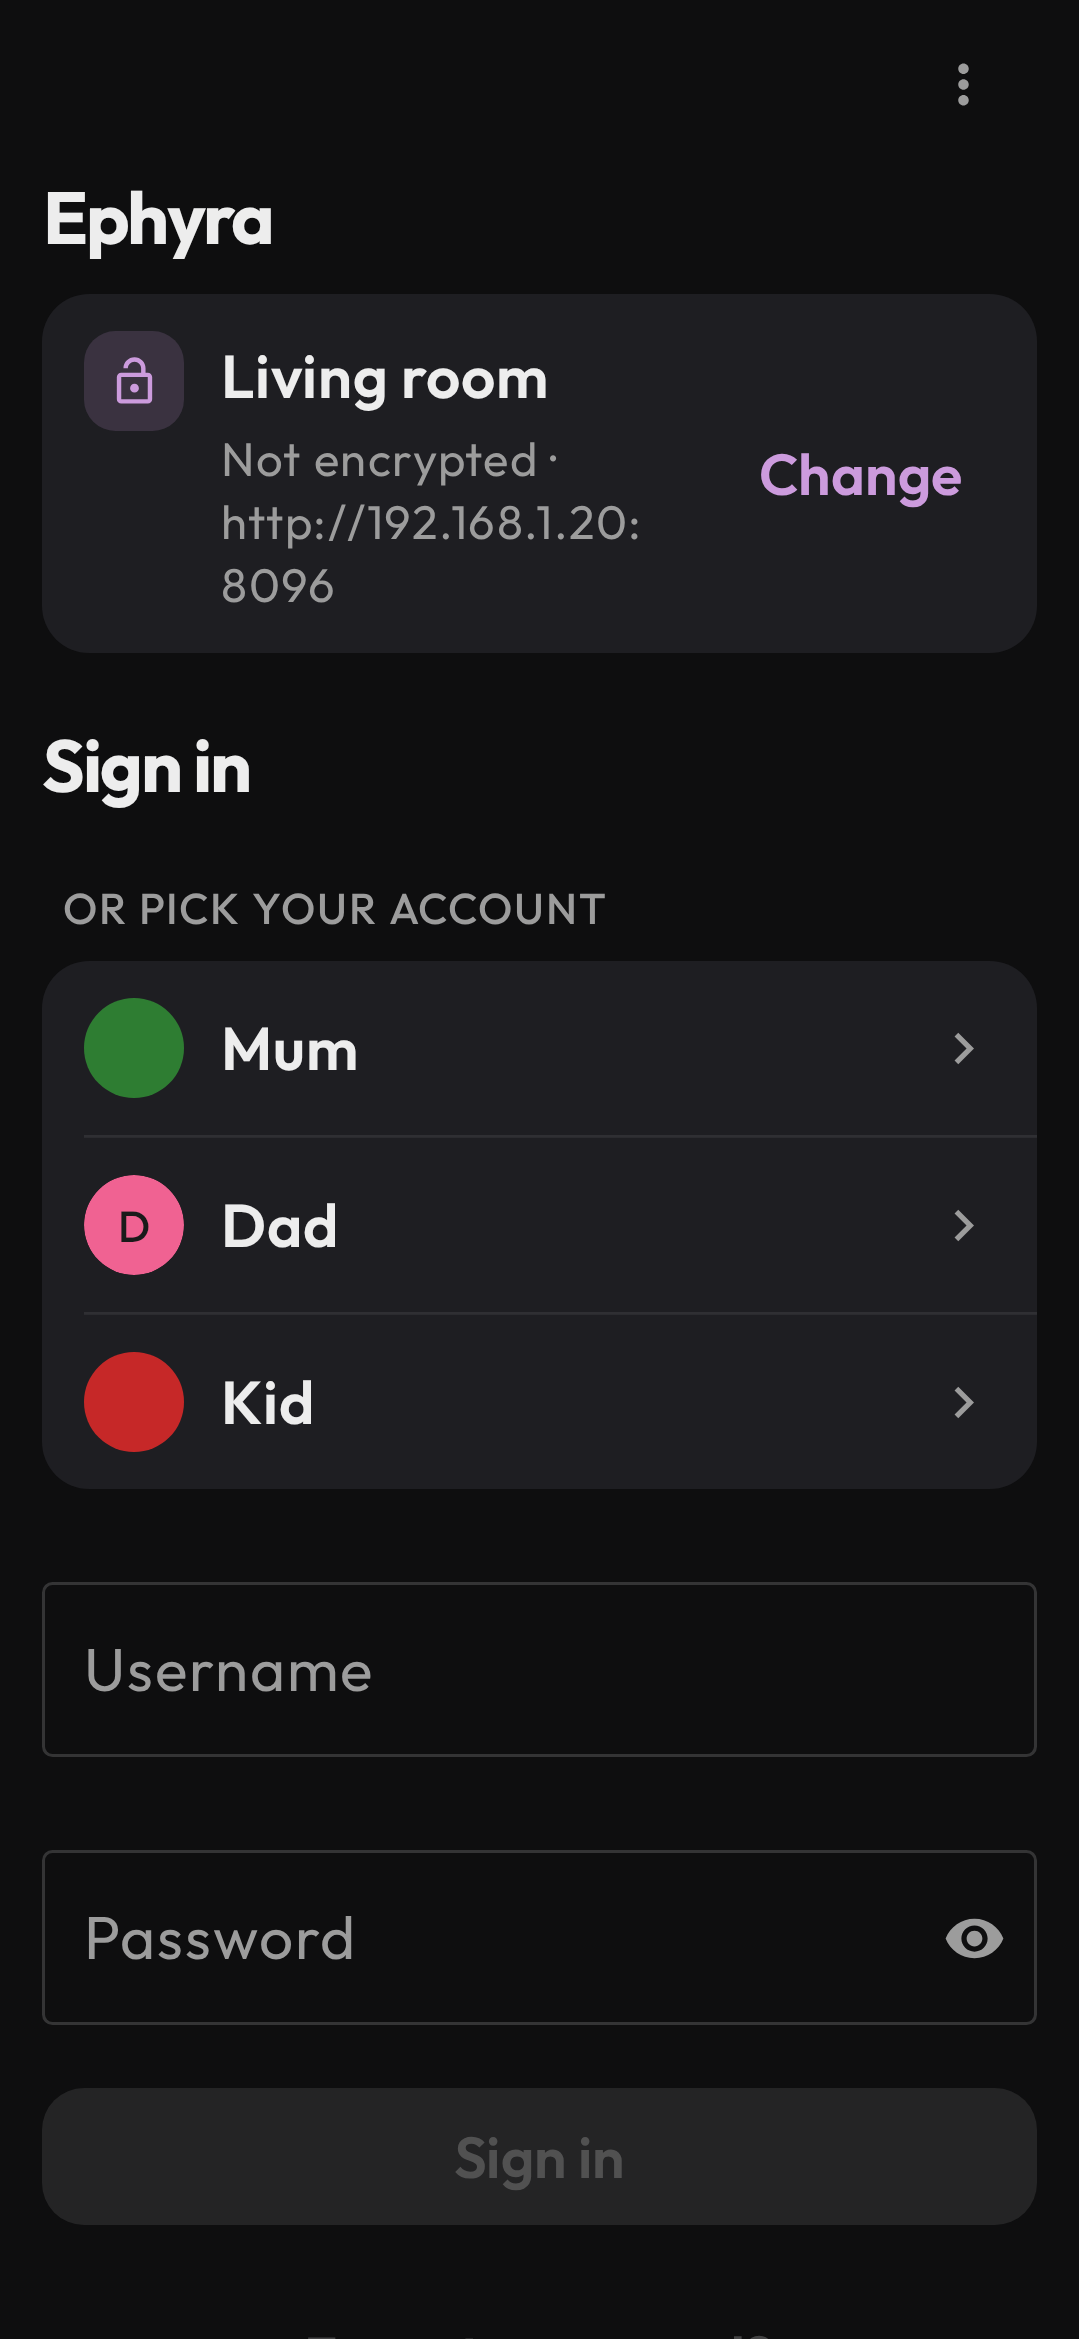 Ephyra
Living room
Not encrypted ·
http://192.168.1.20:
8096
Change
Sign in
OR PICK YOUR ACCOUNT
Mum
D
Dad
Kid
Username
Password
Sign in